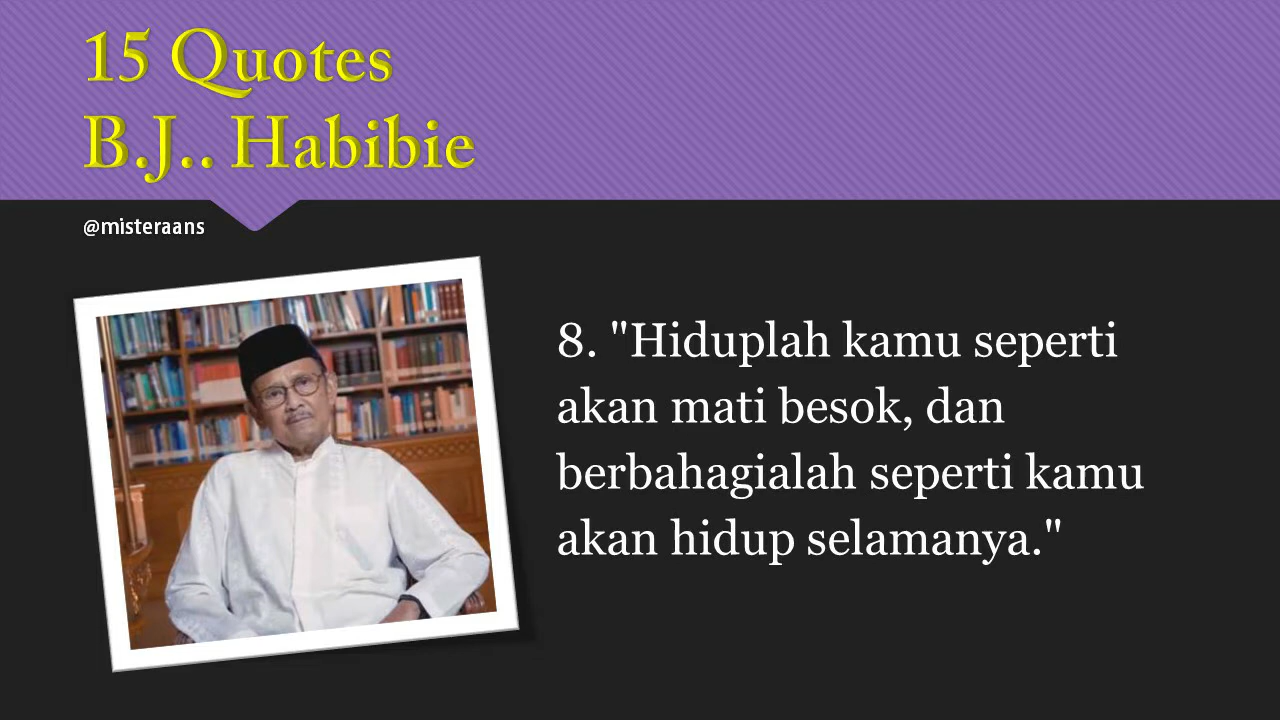 15 Quotes
B.J.. Habibie
@misteraans
8. "Hiduplah kamu seperti
akan mati besok, dan
berbahagialah seperti kamu
akan hidup selamanya."